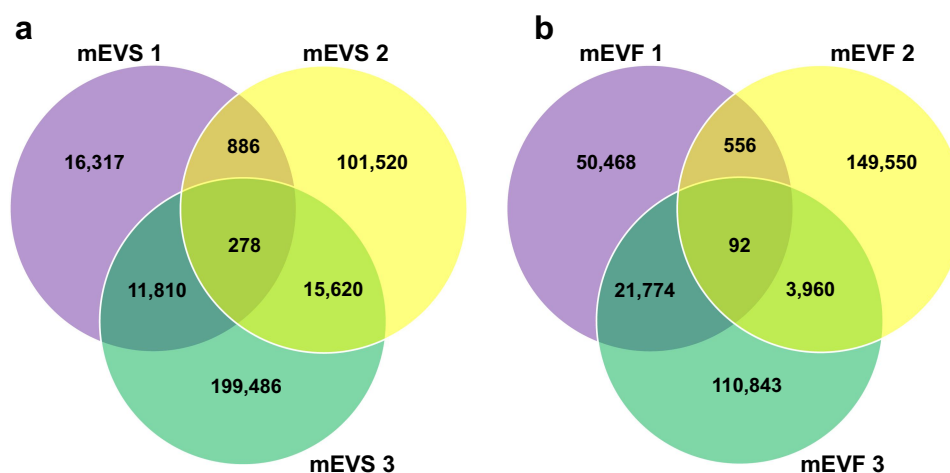 a
mEVS 1
mEVS 2
16,317
886
101,520
278
11,810
15,620
199,486
mEVS 3
b
mEVF 1
mEVF 2
50,468
556
149,550
92
21,774
3,960
110,843
mEVF 3